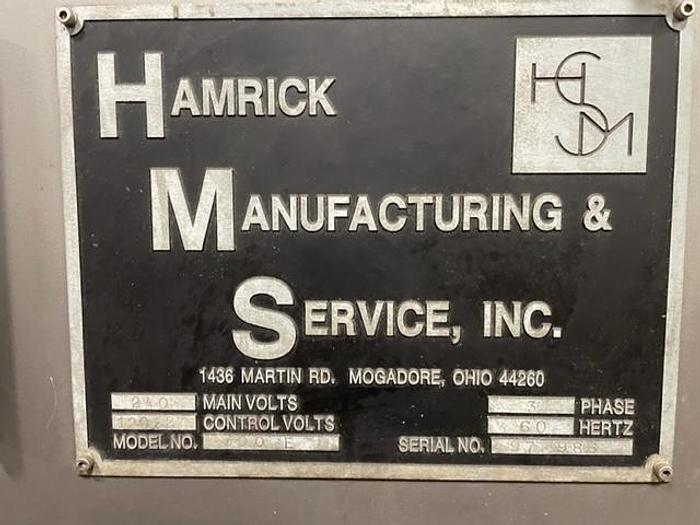 HAMRICK
HSM
MANUFACTURING &
SERVICE, INC.
1436 MARTIN RD. MOGADORE, OHIO 44260
240 MAIN VOLTS
3 PHASE
CONTROL VOLTS
60 HERTZ
MODEL NO.
SERIAL NO.